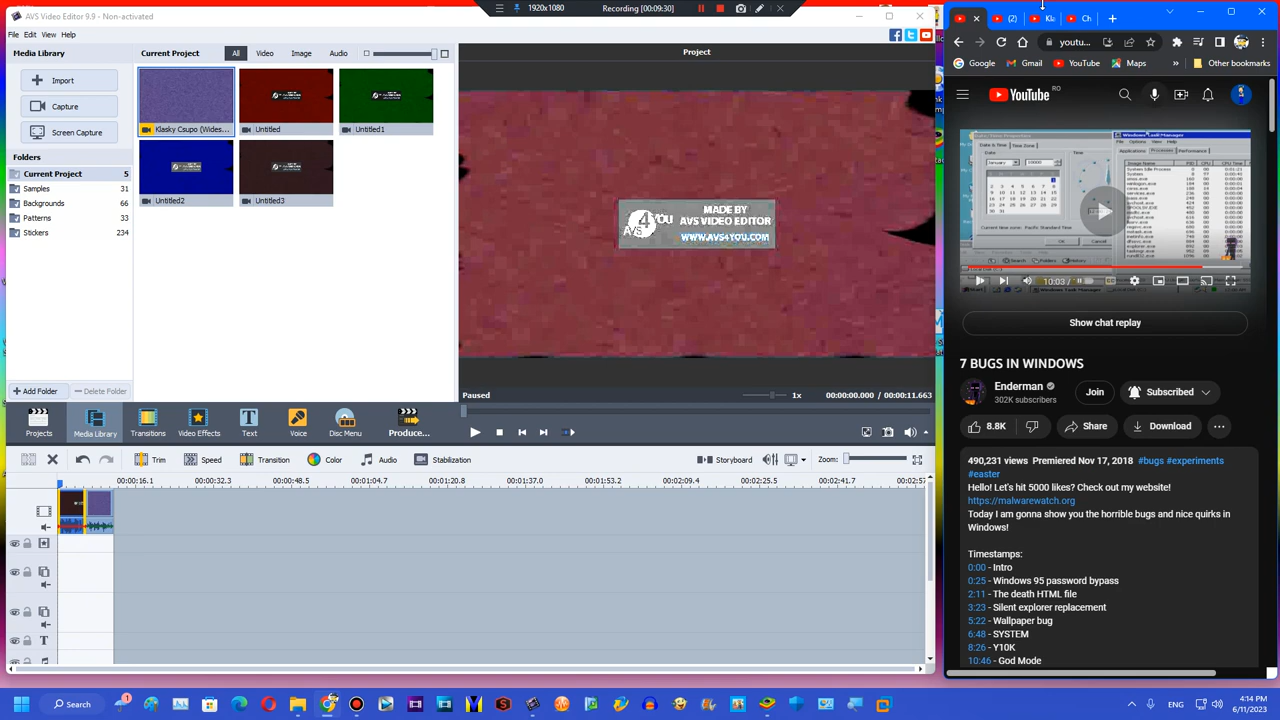 AVS Video Editor 9.9 - Non-activated
1920x1080
Recording [00:09:30]
File Edit View Help
Media Library
Current Project
All
Video
Image
Audio
Project
Import
Capture
Screen Capture
Klasky Csupo (Wides...
Untitled
Untitled1
Untitled2
Untitled3
Folders
Current Project 5
Samples 31
Backgrounds 66
Patterns 33
Stickers 234
AVS4YOU
MADE BY
AVS VIDEO EDITOR
WWW.AVS4YOU.COM
Add Folder
Delete Folder
Paused
1x
00:00:00.000 / 00:00:11.663
Projects
Media Library
Transitions
Video Effects
Text
Voice
Disc Menu
Produce...
Trim
Speed
Transition
Color
Audio
Stabilization
Storyboard
Zoom:
00:00:16.1 00:00:32.3 00:00:48.5 00:01:04.7 00:01:20.8 00:01:37.0 00:01:53.2 00:02:09.4 00:02:25.5 00:02:41.7 00:02:57
(2)
Kla
Ch
youtu...
Google
Gmail
YouTube
Maps
»
Other bookmarks
YouTube RO
10:03 /
Show chat replay
7 BUGS IN WINDOWS
Enderman
302K subscribers
Join
Subscribed
8.8K
Share
Download
490,231 views Premiered Nov 17, 2018 #bugs #experiments
#easter
Hello! Let's hit 5000 likes? Check out my website!
https://malwarewatch.org
Today I am gonna show you the horrible bugs and nice quirks in
Windows!
Timestamps:
0:00 - Intro
0:25 - Windows 95 password bypass
2:11 - The death HTML file
3:23 - Silent explorer replacement
5:22 - Wallpaper bug
6:48 - SYSTEM
8:26 - Y10K
10:46 - God Mode
Search
ENG
4:14 PM
6/11/2023